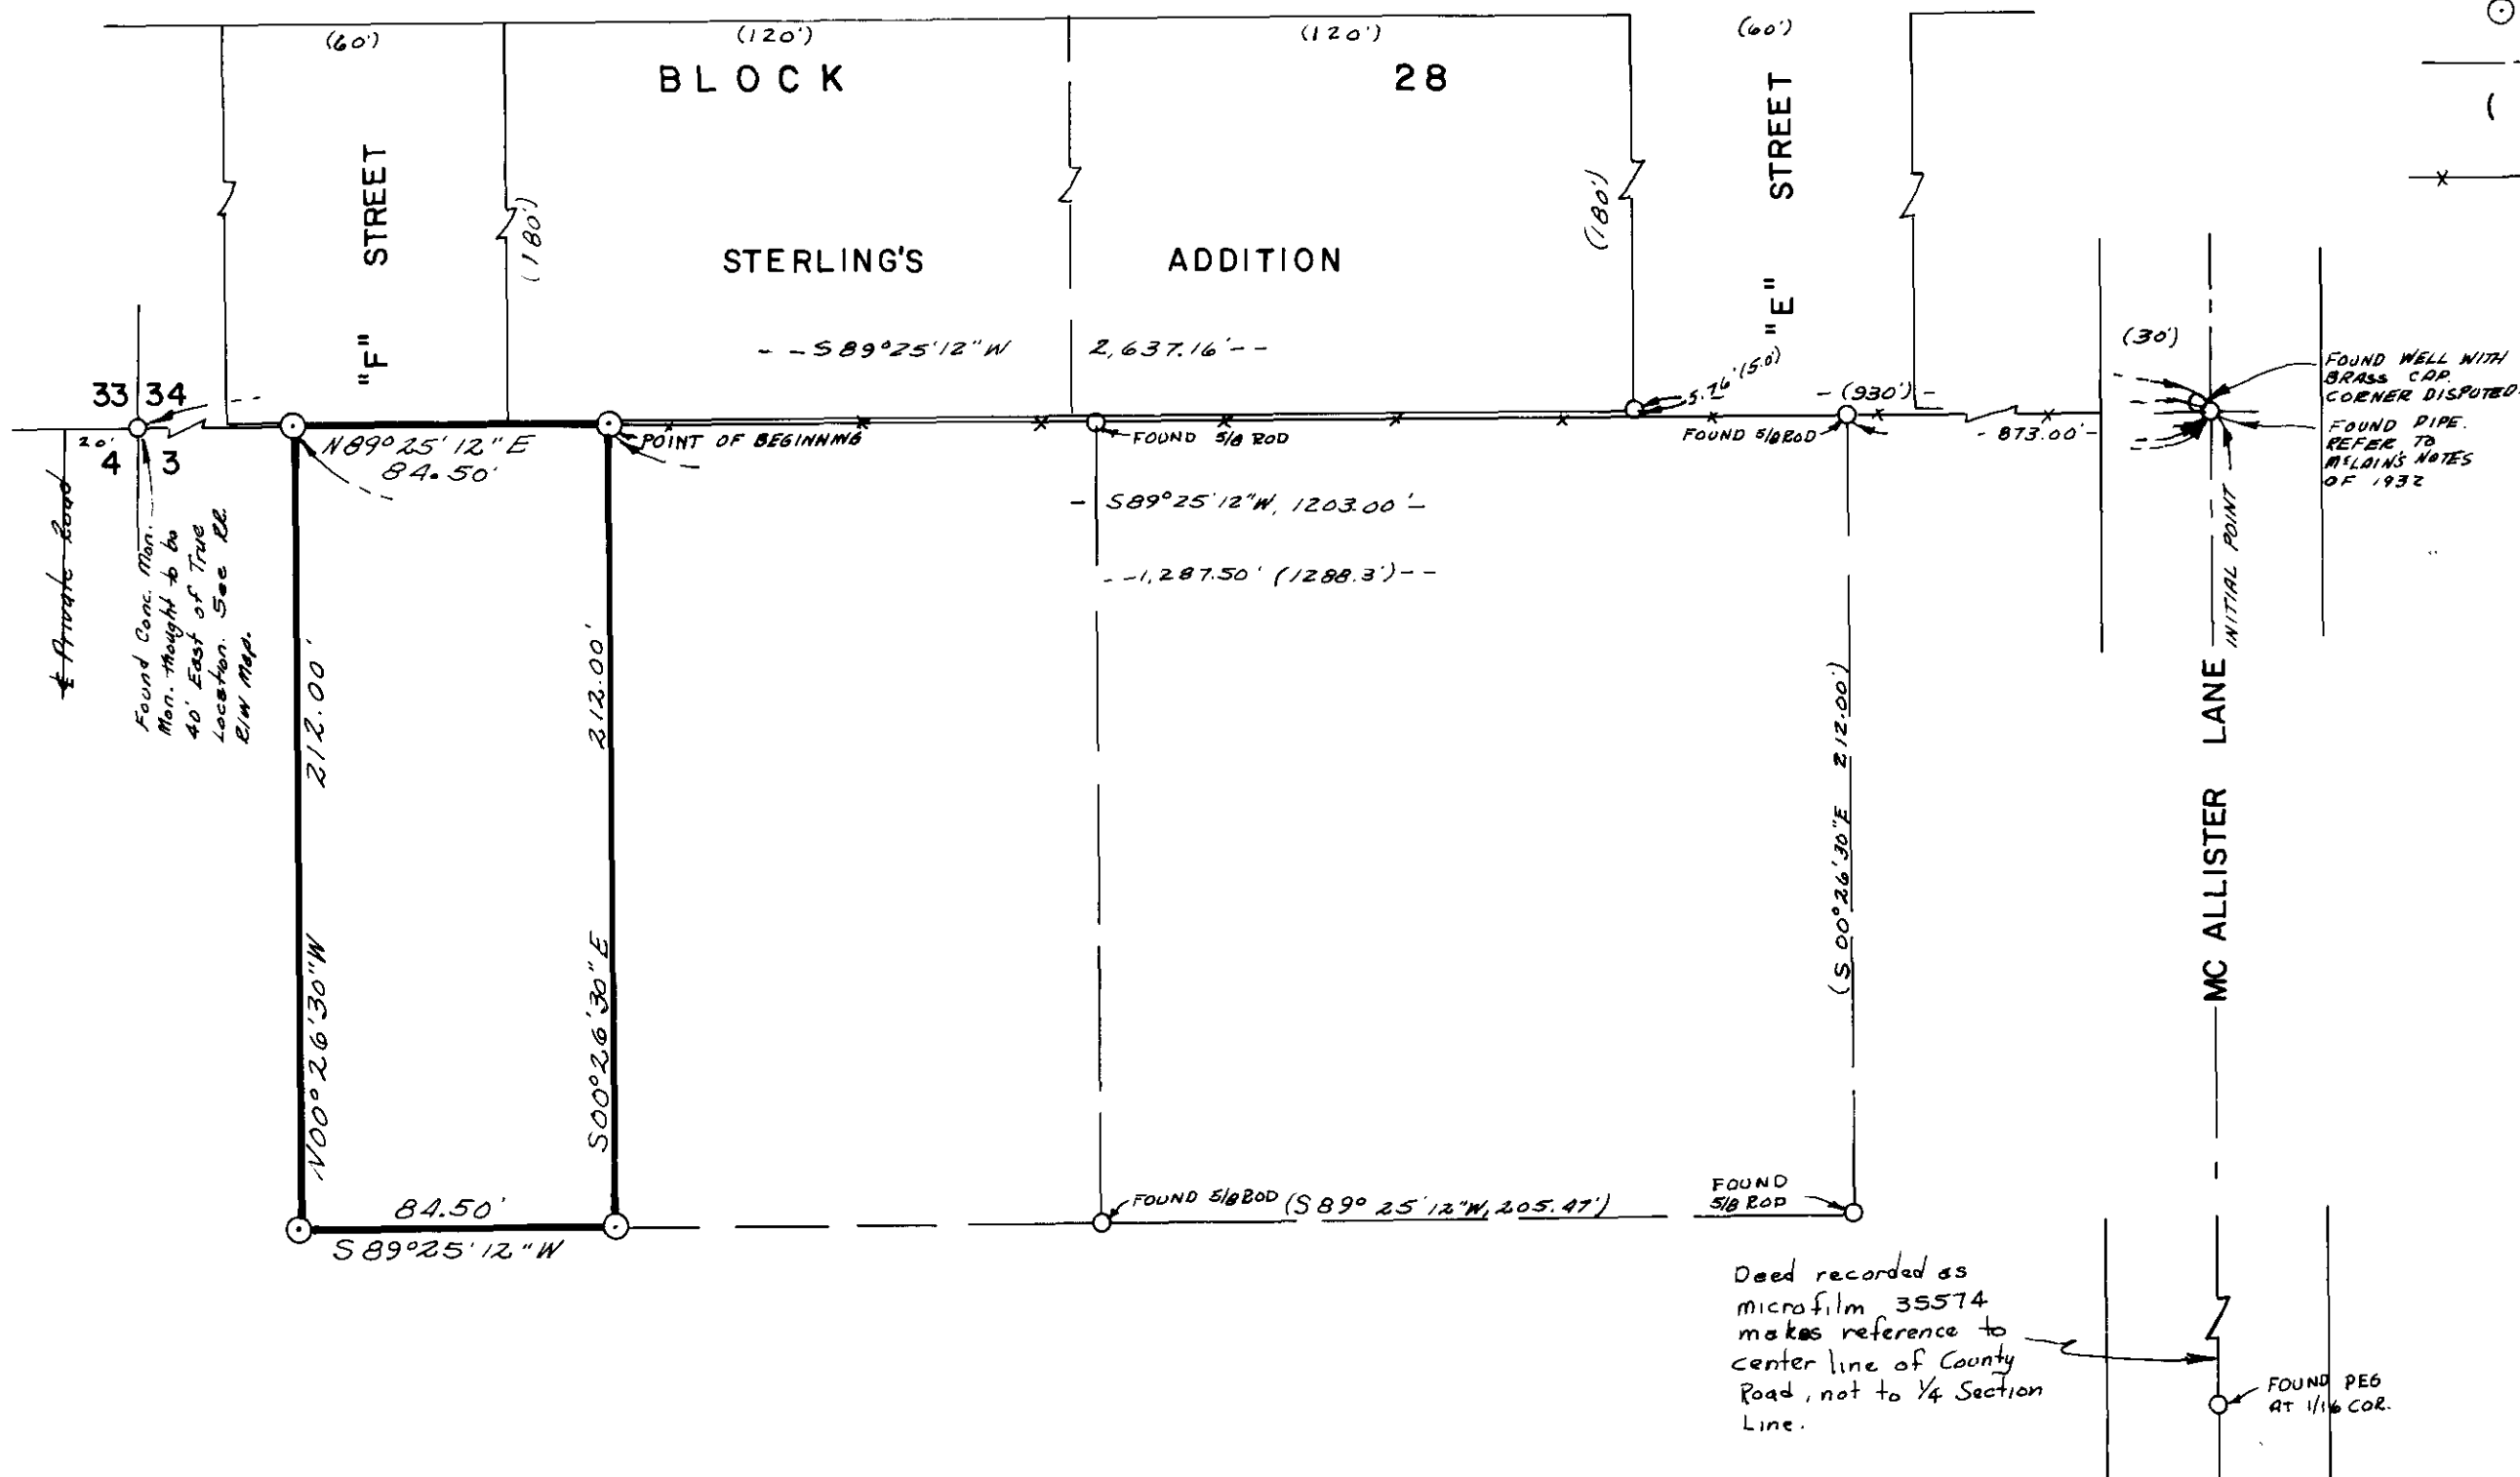 (60') (120') (120') (60')
BLOCK 28
"F" STREET
(180')
(180')
"E" STREET
STERLING'S ADDITION
--S89°25'12"W 2,637.16'--
5.76' (5.0')
-(930')-
(30')
FOUND WELL WITH
BRASS CAP.
CORNER DISPUTED.
FOUND PIPE.
REFER TO
McLAIN'S NOTES
OF 1932
INITIAL POINT
33 34
4 3
20'
N89°25'12"E
84.50'
POINT OF BEGINNING
FOUND 5/8 ROD
FOUND 5/8 ROD
-873.00'-
- S89°25'12"W, 1203.00'-
--1,287.50' (1288.3')--
℄ Private Road
Found Conc. Mon.
Mon. thought to be
40' East of True
Location. See RR.
R/W Map.
212.00'
N00°26'30"W
212.00'
S00°26'30"E
(S00°26'30"E 212.00')
MC ALLISTER LANE
84.50'
S89°25'12"W
FOUND 5/8 ROD (S89°25'12"W, 205.47')
FOUND
5/8 ROD
Deed recorded as
microfilm 35574
makes reference to
center line of County
Road, not to 1/4 Section
Line.
FOUND PEG
AT 1/16 COR.
(